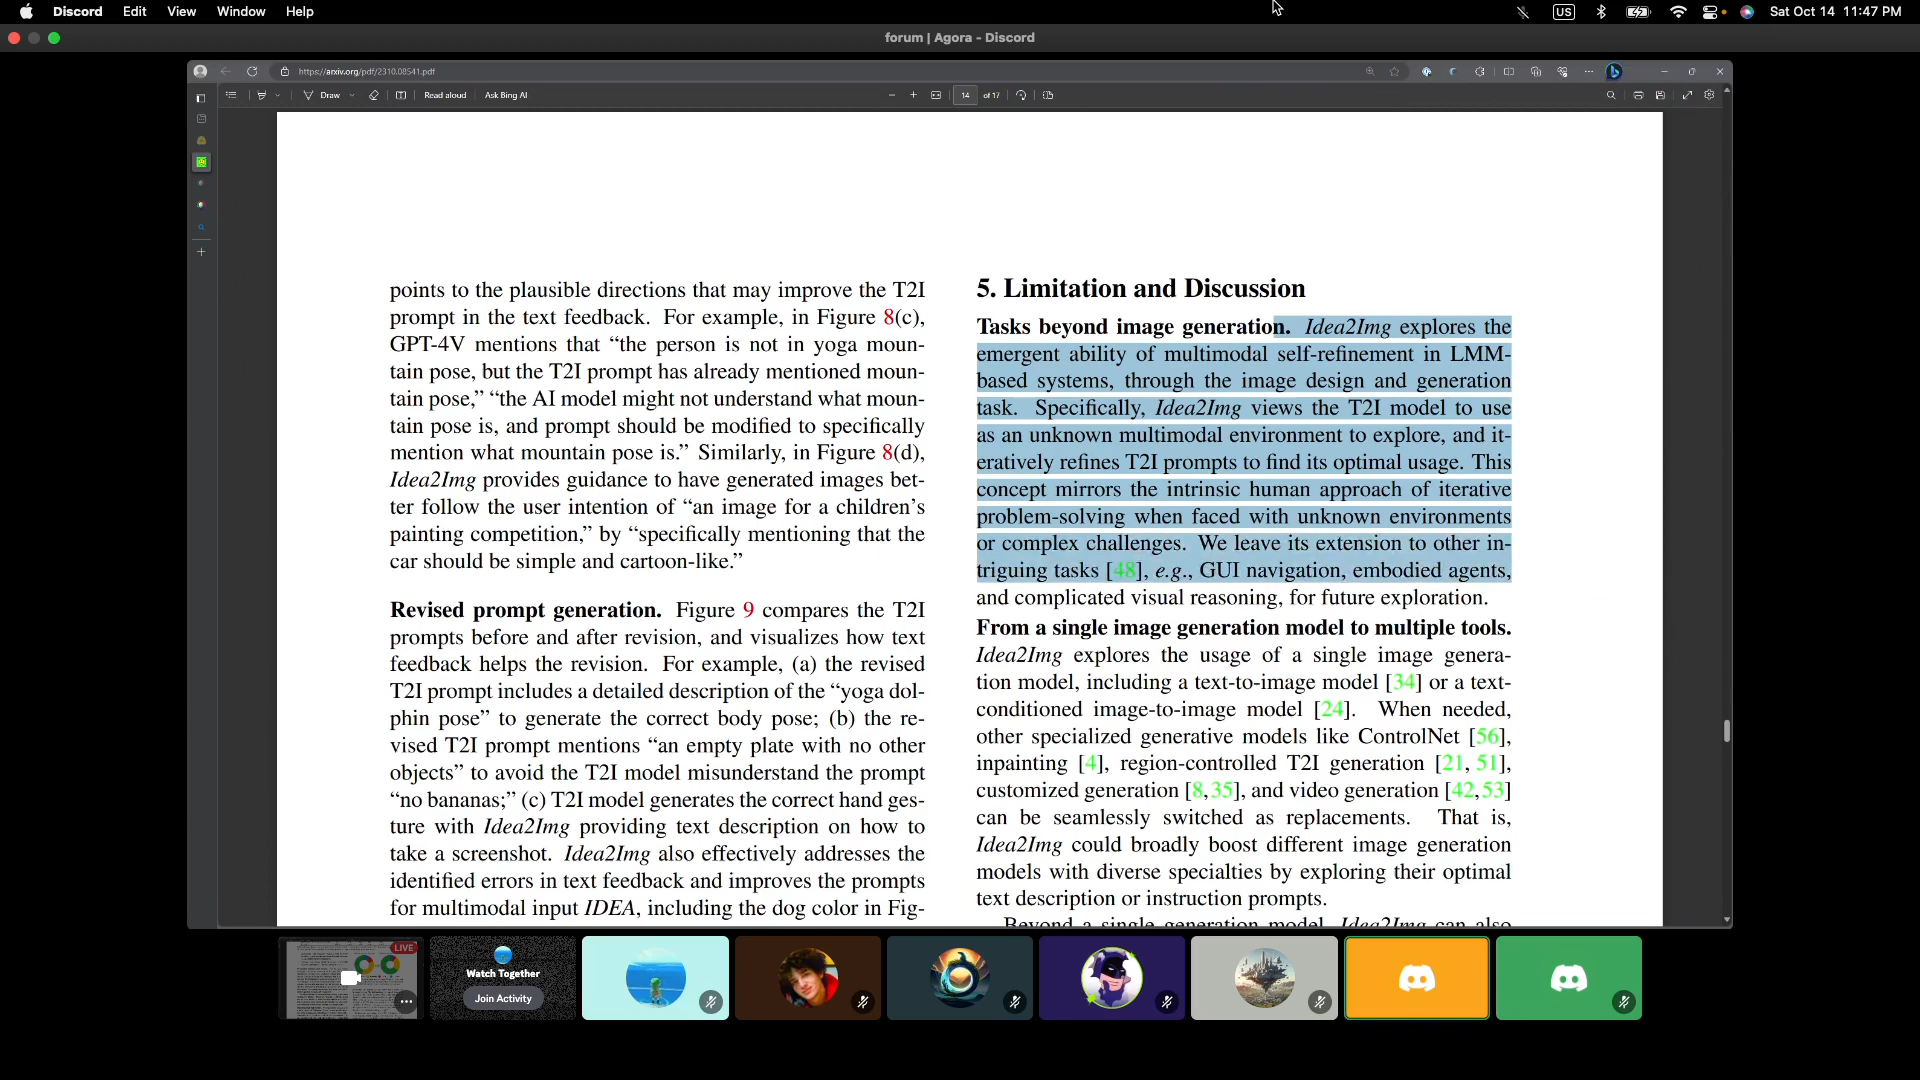 Discord Edit View Window Help
US
Sat Oct 14 11:47 PM
forum | Agora - Discord
https://arxiv.org/pdf/2310.08541.pdf
Draw
Read aloud
Ask Bing AI
14 of 17
points to the plausible directions that may improve the T2I
prompt in the text feedback. For example, in Figure 8(c),
GPT-4V mentions that “the person is not in yoga moun-
tain pose, but the T2I prompt has already mentioned moun-
tain pose,” “the AI model might not understand what moun-
tain pose is, and prompt should be modified to specifically
mention what mountain pose is.” Similarly, in Figure 8(d),
Idea2Img provides guidance to have generated images bet-
ter follow the user intention of “an image for a children’s
painting competition,” by “specifically mentioning that the
car should be simple and cartoon-like.”
Revised prompt generation. Figure 9 compares the T2I
prompts before and after revision, and visualizes how text
feedback helps the revision. For example, (a) the revised
T2I prompt includes a detailed description of the “yoga dol-
phin pose” to generate the correct body pose; (b) the re-
vised T2I prompt mentions “an empty plate with no other
objects” to avoid the T2I model misunderstand the prompt
“no bananas;” (c) T2I model generates the correct hand ges-
ture with Idea2Img providing text description on how to
take a screenshot. Idea2Img also effectively addresses the
identified errors in text feedback and improves the prompts
for multimodal input IDEA, including the dog color in Fig-
5. Limitation and Discussion
Tasks beyond image generation. Idea2Img explores the
emergent ability of multimodal self-refinement in LMM-
based systems, through the image design and generation
task. Specifically, Idea2Img views the T2I model to use
as an unknown multimodal environment to explore, and it-
eratively refines T2I prompts to find its optimal usage. This
concept mirrors the intrinsic human approach of iterative
problem-solving when faced with unknown environments
or complex challenges. We leave its extension to other in-
triguing tasks [48], e.g., GUI navigation, embodied agents,
and complicated visual reasoning, for future exploration.
From a single image generation model to multiple tools.
Idea2Img explores the usage of a single image genera-
tion model, including a text-to-image model [34] or a text-
conditioned image-to-image model [24]. When needed,
other specialized generative models like ControlNet [56],
inpainting [4], region-controlled T2I generation [21, 51],
customized generation [8,35], and video generation [42,53]
can be seamlessly switched as replacements. That is,
Idea2Img could broadly boost different image generation
models with diverse specialties by exploring their optimal
text description or instruction prompts.
Beyond a single generation model, Idea2Img can also
LIVE
Watch Together
Join Activity